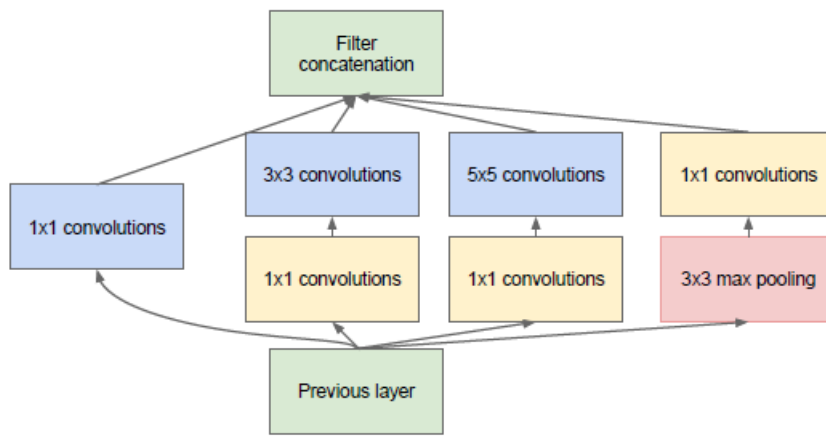 Filter
concatenation
3x3 convolutions
5x5 convolutions
1x1 convolutions
1x1 convolutions
1x1 convolutions
1x1 convolutions
3x3 max pooling
Previous layer